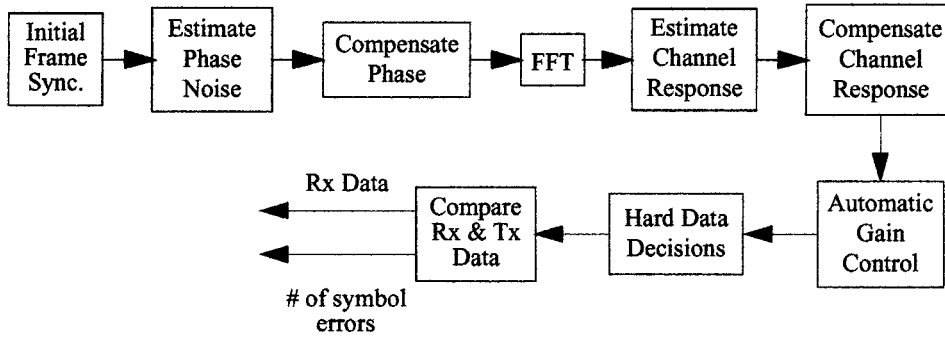 Initial
Frame
Sync.
Estimate
Phase
Noise
Compensate
Phase
FFT
Estimate
Channel
Response
Compensate
Channel
Response
Automatic
Gain
Control
Hard Data
Decisions
Compare
Rx & Tx
Data
Rx Data
# of symbol
errors